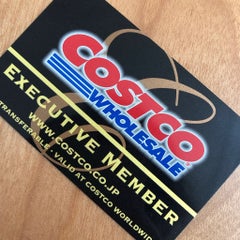 COSTCO
WHOLESALE
EXECUTIVE MEMBER
WWW.COSTCO.CO.JP
TRANSFERABLE - VALID AT COSTCO WORLDWIDE